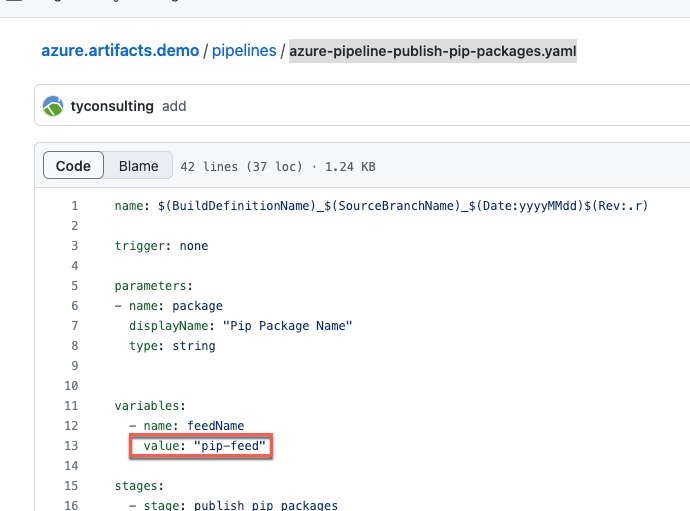 azure.artifacts.demo / pipelines / azure-pipeline-publish-pip-packages.yaml
tyconsulting add
Code Blame 42 lines (37 loc) · 1.24 KB
1 name: $(BuildDefinitionName)_$(SourceBranchName)_$(Date:yyyyMMdd)$(Rev:.r)
2
3 trigger: none
4
5 parameters:
6 - name: package
7 displayName: "Pip Package Name"
8 type: string
9
10
11 variables:
12 - name: feedName
13 value: "pip-feed"
14
15 stages:
16 - stage: publish_pip_packages